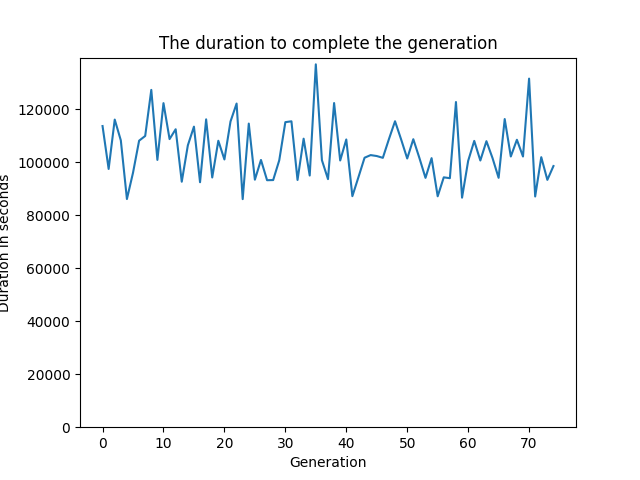 The duration to complete the generation
Duration in seconds
120000
100000
80000
60000
40000
20000
0
0 10 20 30 40 50 60 70
Generation